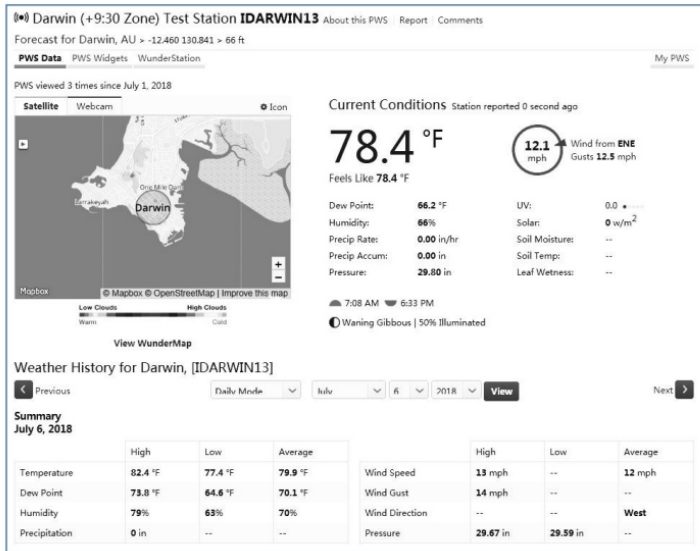 Darwin (+9:30 Zone) Test Station IDARWIN13 About this PWS Report Comments
Forecast for Darwin, AU > -12.460 130.841 > 66 ft
PWS Data PWS Widgets WunderStation My PWS
PWS viewed 3 times since July 1, 2018
Satellite Webcam Icon
One Mile Dam
Larrakeyah
Darwin
+
-
Mapbox © Mapbox © OpenStreetMap | Improve this map
Low Clouds High Clouds
Warm Cold
View WunderMap
Current Conditions Station reported 0 second ago
78.4 °F
Feels Like 78.4 °F
12.1 mph
Wind from ENE
Gusts 12.5 mph
Dew Point: 66.2 °F
Humidity: 66%
Precip Rate: 0.00 in/hr
Precip Accum: 0.00 in
Pressure: 29.80 in
UV: 0.0
Solar: 0 w/m2
Soil Moisture: --
Soil Temp: --
Leaf Wetness: --
7:08 AM 6:33 PM
Waning Gibbous | 50% Illuminated
Weather History for Darwin, [IDARWIN13]
Previous Daily Mode July 6 2018 View Next
Summary
July 6, 2018
High Low Average High Low Average
Temperature 82.4 °F 77.4 °F 79.9 °F Wind Speed 13 mph -- 12 mph
Dew Point 73.8 °F 64.6 °F 70.1 °F Wind Gust 14 mph -- --
Humidity 79% 63% 70% Wind Direction -- -- West
Precipitation 0 in -- -- Pressure 29.67 in 29.59 in --